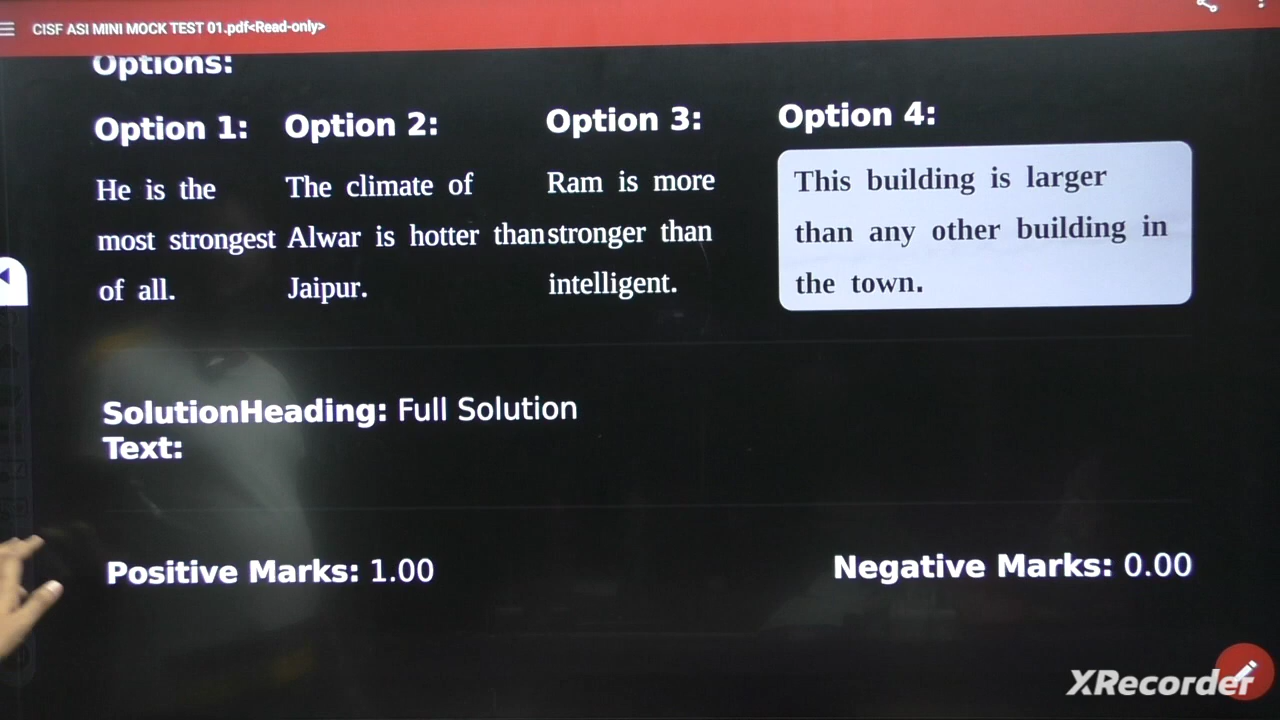 CISF ASI MINI MOCK TEST 01.pdf<Read-only>
Options:
Option 1:
He is the
most strongest
of all.
Option 2:
The climate of
Alwar is hotter than
Jaipur.
Option 3:
Ram is more
stronger than
intelligent.
Option 4:
This building is larger
than any other building in
the town.
SolutionHeading: Full Solution
Text:
Positive Marks: 1.00
Negative Marks: 0.00
XRecorder